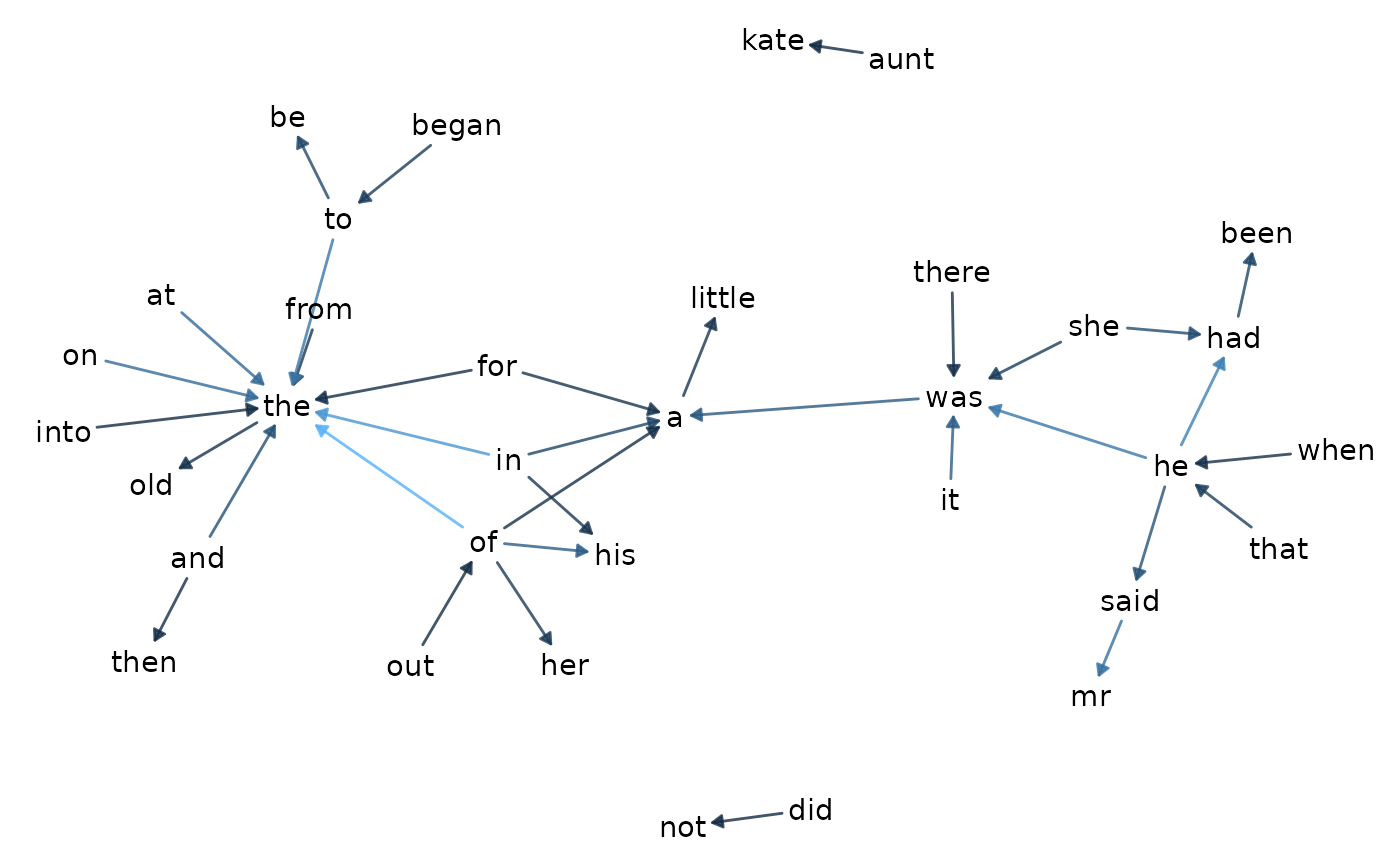 kate
aunt
be
began
to
been
there
at
from
little
she
had
on
for
the
a
was
into
in
he
when
old
it
of
his
that
and
said
then
out
her
mr
not
did